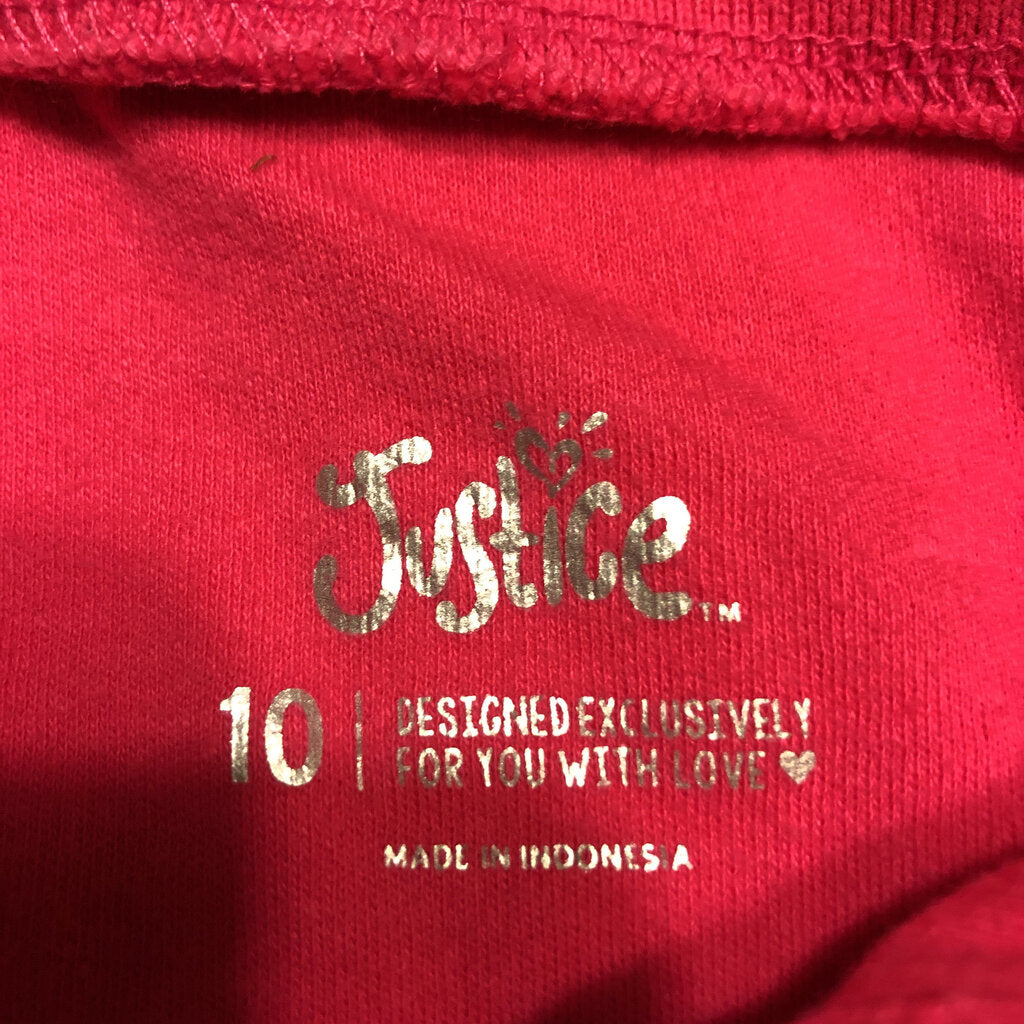 Justice™
10
DESIGNED EXCLUSIVELY
FOR YOU WITH LOVE ♥
MADE IN INDONESIA